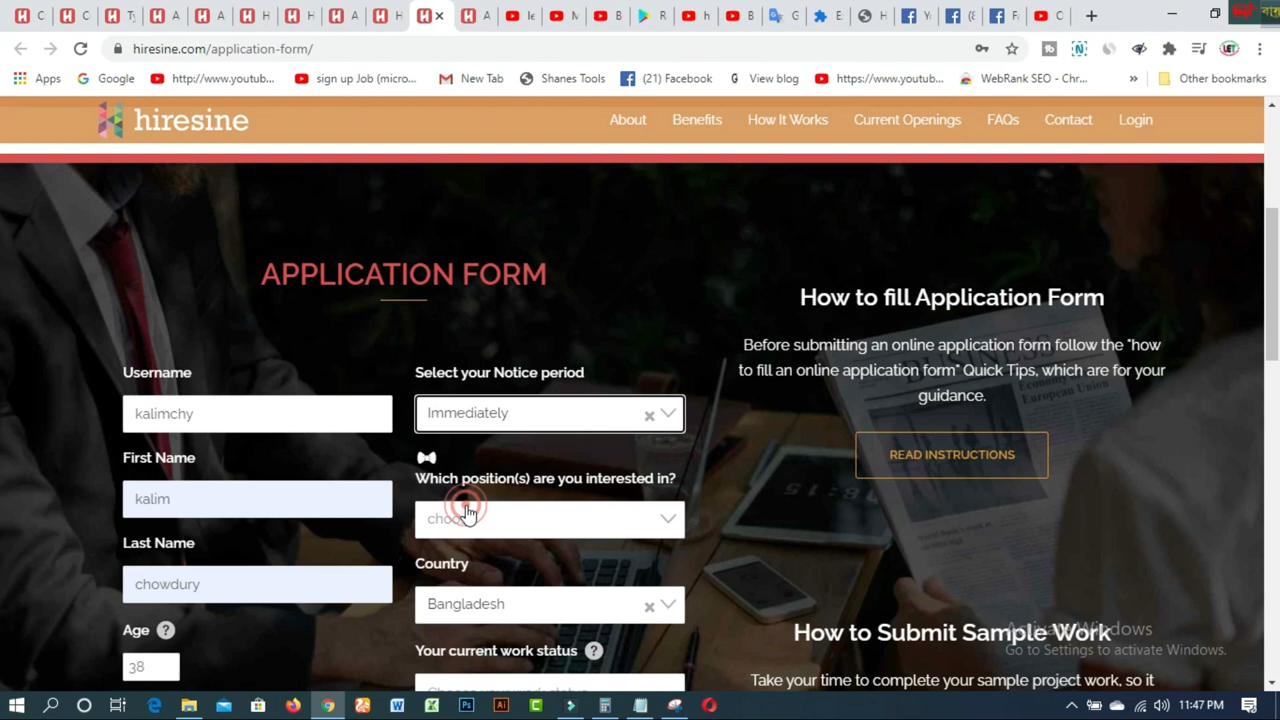 hiresine.com/application-form/
Apps
Google
http://www.youtub...
sign up Job (micro...
New Tab
Shanes Tools
(21) Facebook
View blog
https://www.youtub...
WebRank SEO - Chr...
»
Other bookmarks
hiresine
About
Benefits
How It Works
Current Openings
FAQs
Contact
Login
APPLICATION FORM
Username
kalimchy
First Name
kalim
Last Name
chowdury
Age ?
38
Select your Notice period
Immediately
Which position(s) are you interested in?
Country
Bangladesh
Your current work status ?
Choose your work status
How to fill Application Form
Before submitting an online application form follow the "how
to fill an online application form" Quick Tips, which are for your
guidance.
READ INSTRUCTIONS
How to Submit Sample Work
Take your time to complete your sample project work, so it
Activate Windows
Go to Settings to activate Windows.
11:47 PM